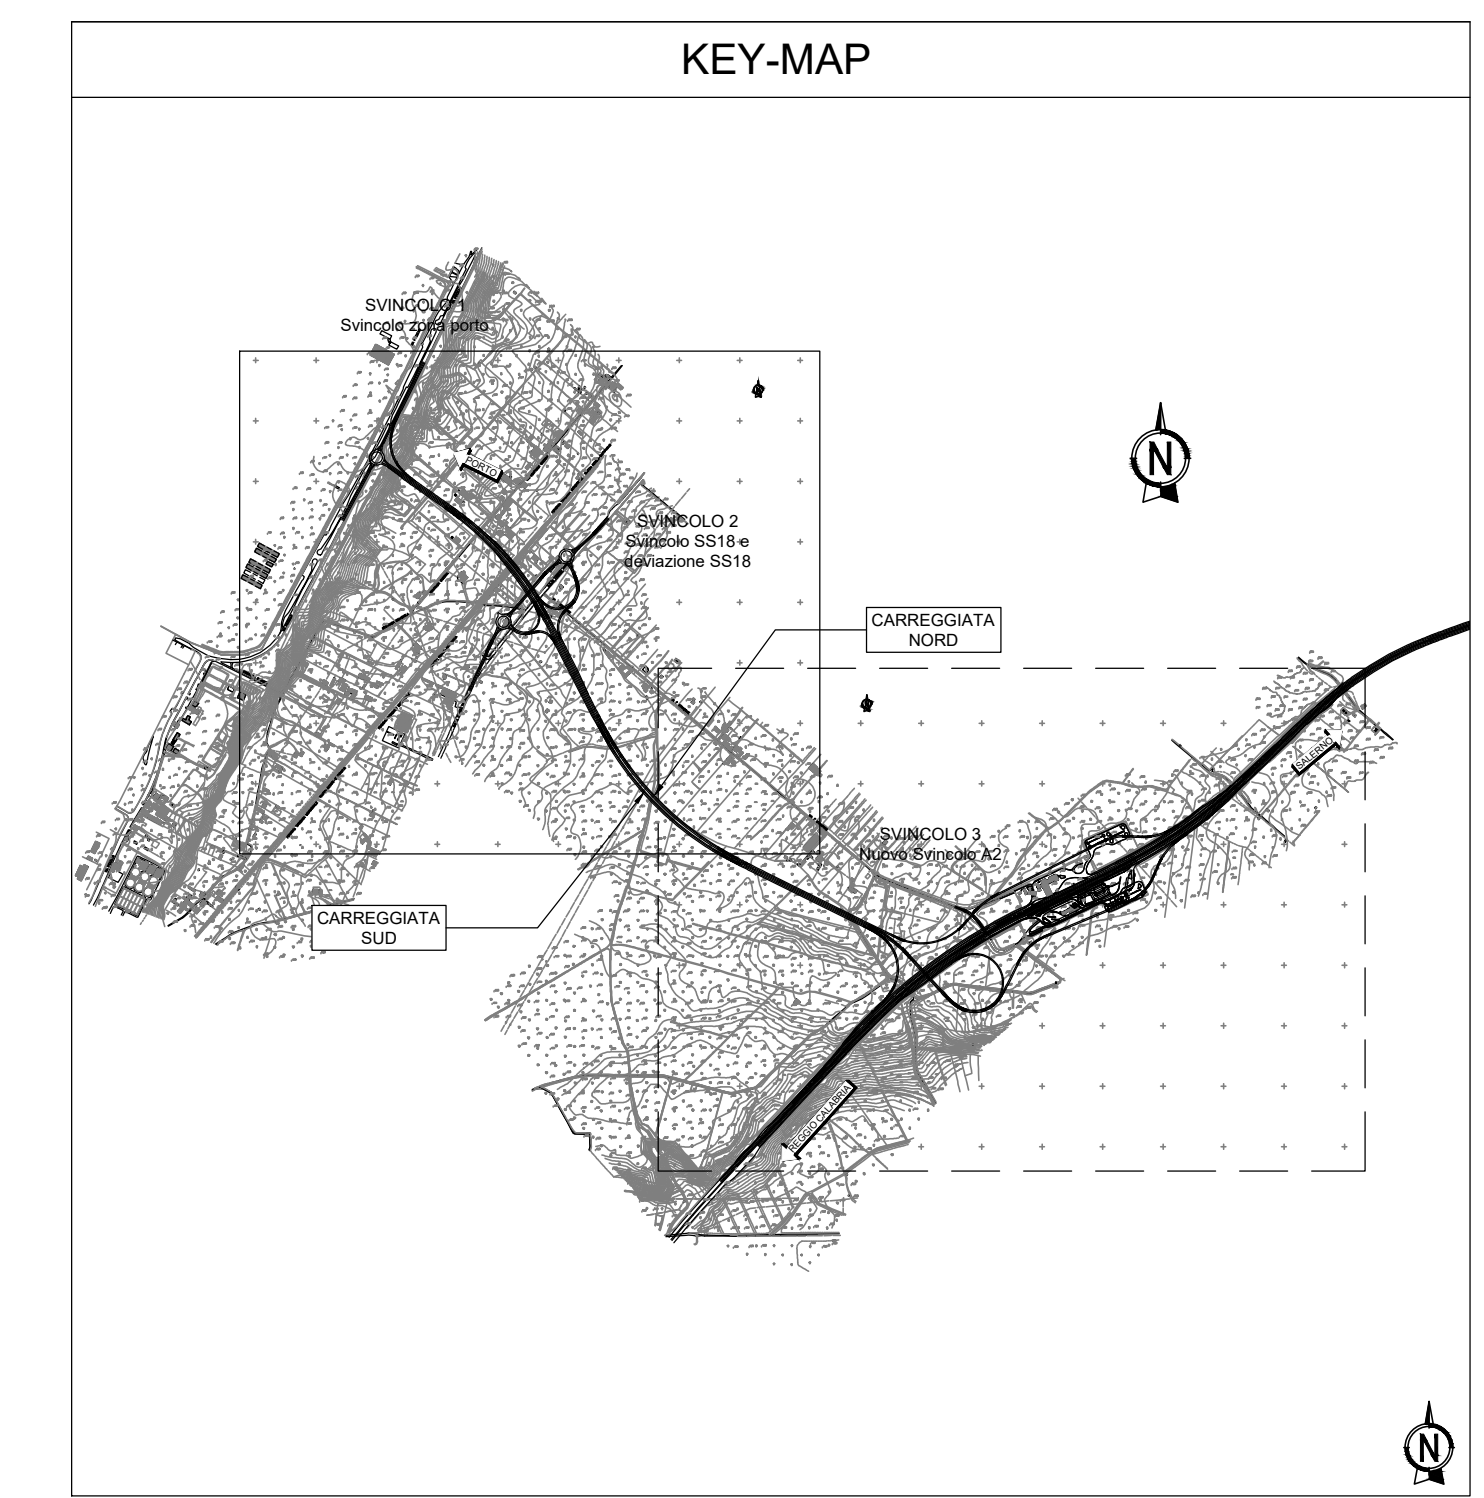 KEY-MAP
SVINCOLO 1
Svincolo zona porto
PORTO
N
SVINCOLO 2
Svincolo SS18 e
deviazione SS18
CARREGGIATA
NORD
SALERNO
SVINCOLO 3
Nuovo Svincolo A2
CARREGGIATA
SUD
REGGIO CALABRIA
N